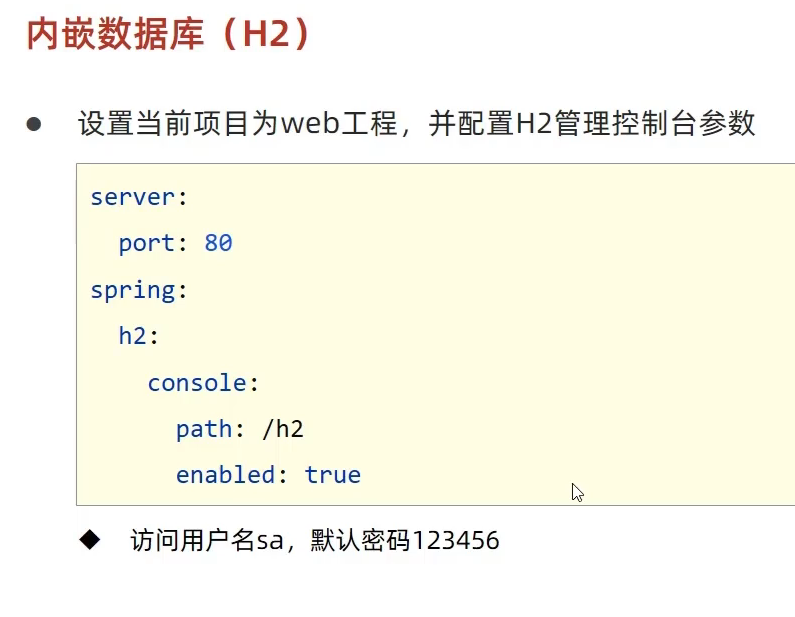 内嵌数据库（H2）
● 设置当前项目为web工程，并配置H2管理控制台参数
server:
  port: 80
spring:
  h2:
    console:
      path: /h2
      enabled: true
◆ 访问用户名sa，默认密码123456